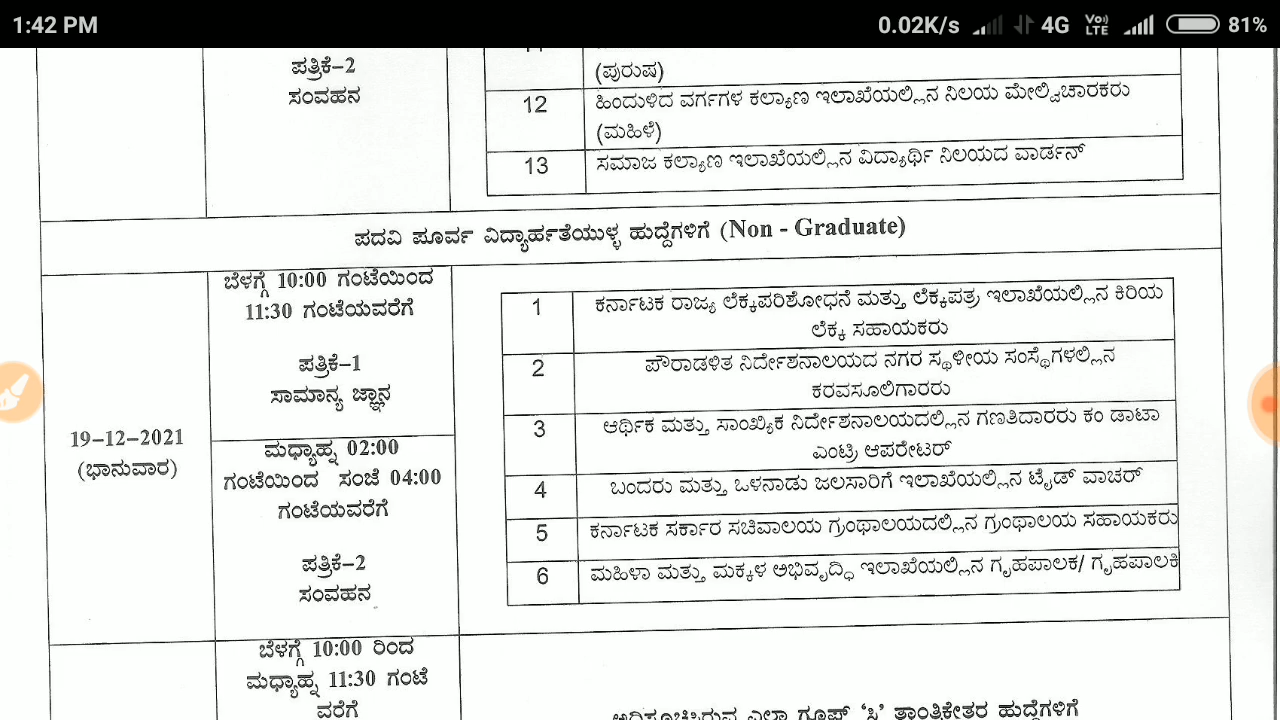 1:42 PM
0.02K/s 4G Vo)) LTE 81%
ಪತ್ರಿಕೆ–2
ಸಂವಹನ
(ಪುರುಷ)
12 ಹಿಂದುಳಿದ ವರ್ಗಗಳ ಕಲ್ಯಾಣ ಇಲಾಖೆಯಲ್ಲಿನ ನಿಲಯ ಮೇಲ್ವಿಚಾರಕರು
(ಮಹಿಳೆ)
13 ಸಮಾಜ ಕಲ್ಯಾಣ ಇಲಾಖೆಯಲ್ಲಿನ ವಿದ್ಯಾರ್ಥಿ ನಿಲಯದ ವಾರ್ಡನ್
ಪದವಿ ಪೂರ್ವ ವಿದ್ಯಾರ್ಹತೆಯುಳ್ಳ ಹುದ್ದೆಗಳಿಗೆ (Non - Graduate)
19–12–2021
(ಭಾನುವಾರ)
ಬೆಳಗ್ಗೆ 10:00 ಗಂಟೆಯಿಂದ
11:30 ಗಂಟೆಯವರೆಗೆ
ಪತ್ರಿಕೆ–1
ಸಾಮಾನ್ಯ ಜ್ಞಾನ
ಮಧ್ಯಾಹ್ನ 02:00
ಗಂಟೆಯಿಂದ ಸಂಜೆ 04:00
ಗಂಟೆಯವರೆಗೆ
ಪತ್ರಿಕೆ–2
ಸಂವಹನ
1 ಕರ್ನಾಟಕ ರಾಜ್ಯ ಲೆಕ್ಕಪರಿಶೋಧನೆ ಮತ್ತು ಲೆಕ್ಕಪತ್ರ ಇಲಾಖೆಯಲ್ಲಿನ ಕಿರಿಯ
ಲೆಕ್ಕ ಸಹಾಯಕರು
2 ಪೌರಾಡಳಿತ ನಿರ್ದೇಶನಾಲಯದ ನಗರ ಸ್ಥಳೀಯ ಸಂಸ್ಥೆಗಳಲ್ಲಿನ
ಕರವಸೂಲಿಗಾರರು
3 ಆರ್ಥಿಕ ಮತ್ತು ಸಾಂಖ್ಯಿಕ ನಿರ್ದೇಶನಾಲಯದಲ್ಲಿನ ಗಣತಿದಾರರು ಕಂ ಡಾಟಾ
ಎಂಟ್ರಿ ಆಪರೇಟರ್
4 ಬಂದರು ಮತ್ತು ಒಳನಾಡು ಜಲಸಾರಿಗೆ ಇಲಾಖೆಯಲ್ಲಿನ ಟೈಡ್ ವಾಚರ್
5 ಕರ್ನಾಟಕ ಸರ್ಕಾರ ಸಚಿವಾಲಯ ಗ್ರಂಥಾಲಯದಲ್ಲಿನ ಗ್ರಂಥಾಲಯ ಸಹಾಯಕರು
6 ಮಹಿಳಾ ಮತ್ತು ಮಕ್ಕಳ ಅಭಿವೃದ್ಧಿ ಇಲಾಖೆಯಲ್ಲಿನ ಗೃಹಪಾಲಕ/ ಗೃಹಪಾಲಕಿ
ಬೆಳಗ್ಗೆ 10:00 ರಿಂದ
ಮಧ್ಯಾಹ್ನ 11:30 ಗಂಟೆ
ವರೆಗೆ
ಅಧಿಸೂಚಿಸಿರುವ ಎಲ್ಲಾ ಗ್ರೂಪ್ 'ಸಿ' ತಾಂತ್ರಿಕೇತರ ಹುದ್ದೆಗಳಿಗೆ